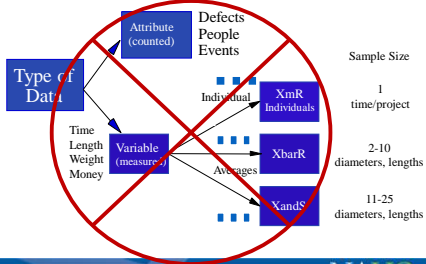 Attribute
(counted)
Defects
People
Events
Type of
Data
Time
Length
Weight
Money
Variable
(measured)
Individual
Averages
XmR
Individuals
XbarR
XandS
Sample Size
1
time/project
2-10
diameters, lengths
11-25
diameters, lengths